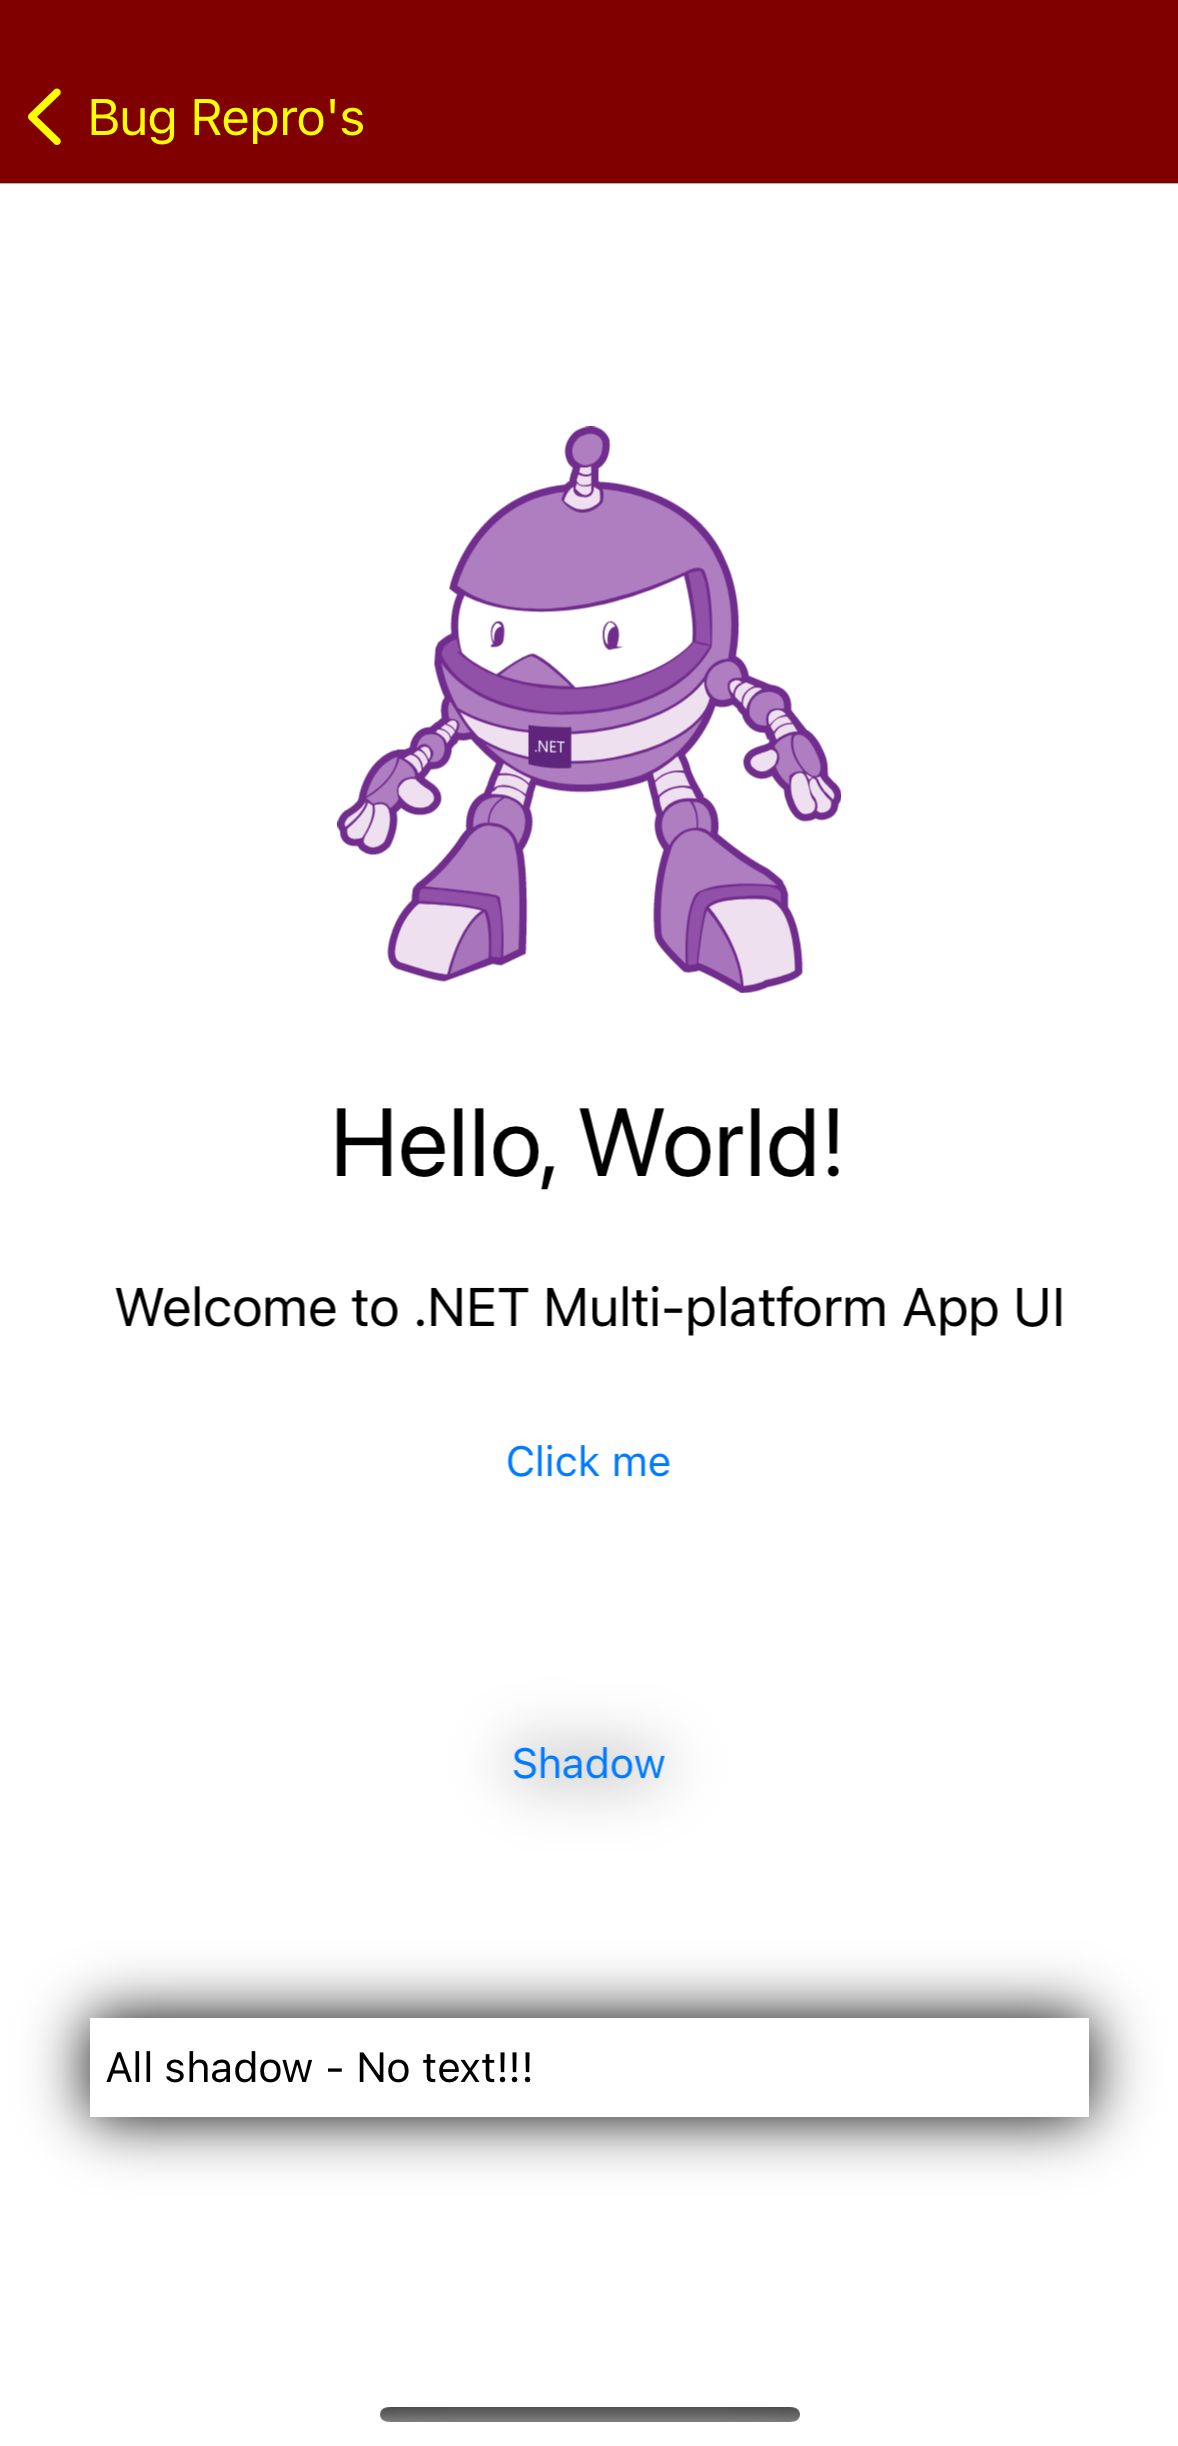 Bug Repro's
.NET
Hello, World!
Welcome to .NET Multi-platform App UI
Click me
Shadow
All shadow - No text!!!